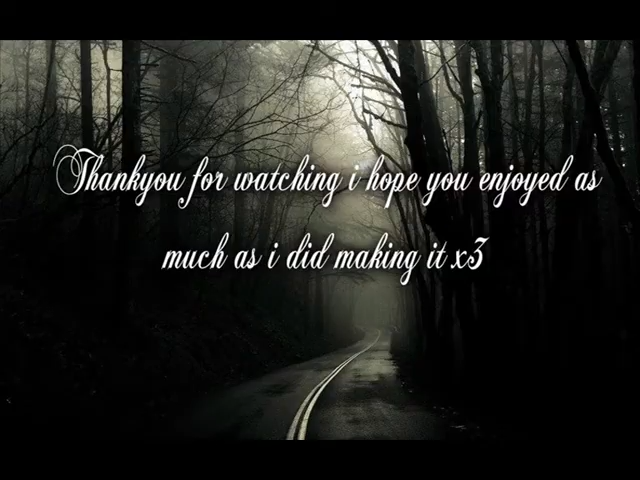 Thankyou for watching i hope you enjoyed as
much as i did making it x3